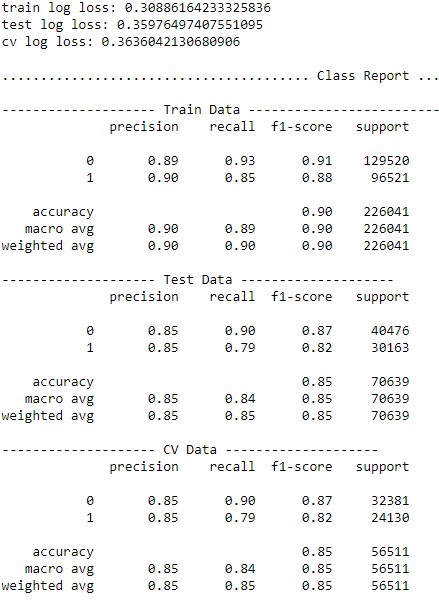 train log loss: 0.30886164233325836
test log loss: 0.35976497407551095
cv log loss: 0.3636042130680906
........................................ Class Report ...
-------------------- Train Data -------------------------
precision recall f1-score support
0 0.89 0.93 0.91 129520
1 0.90 0.85 0.88 96521
accuracy 0.90 226041
macro avg 0.90 0.89 0.90 226041
weighted avg 0.90 0.90 0.90 226041
-------------------- Test Data --------------------
precision recall f1-score support
0 0.85 0.90 0.87 40476
1 0.85 0.79 0.82 30163
accuracy 0.85 70639
macro avg 0.85 0.84 0.85 70639
weighted avg 0.85 0.85 0.85 70639
-------------------- CV Data --------------------
precision recall f1-score support
0 0.85 0.90 0.87 32381
1 0.85 0.79 0.82 24130
accuracy 0.85 56511
macro avg 0.85 0.84 0.85 56511
weighted avg 0.85 0.85 0.85 56511